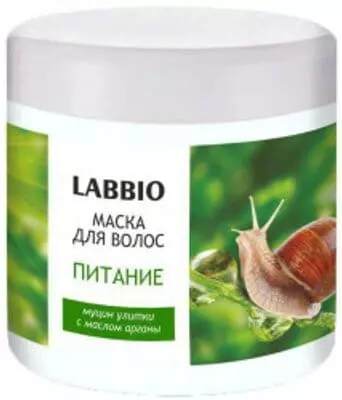 LABBIO
МАСКА
ДЛЯ ВОЛОС
ПИТАНИЕ
муцин улитки
с маслом арганы